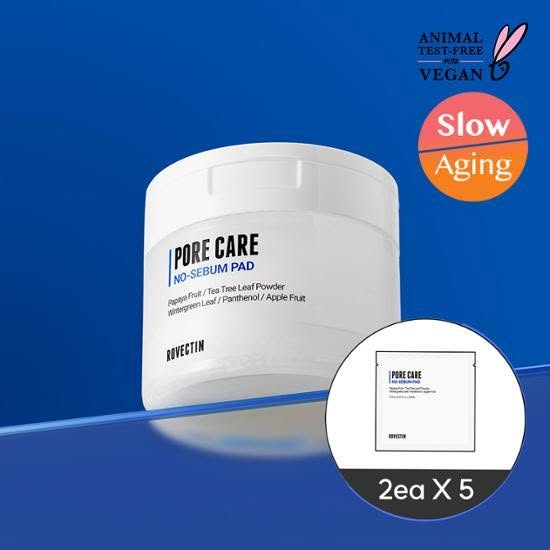 ANIMAL
TEST-FREE
PETA
VEGAN
Slow
Aging
PORE CARE
NO-SEBUM PAD
Papaya Fruit / Tea Tree Leaf Powder
Wintergreen Leaf / Panthenol / Apple Fruit
ROVECTIN
PORE CARE
NO-SEBUM PAD
ROVECTIN
2ea X 5